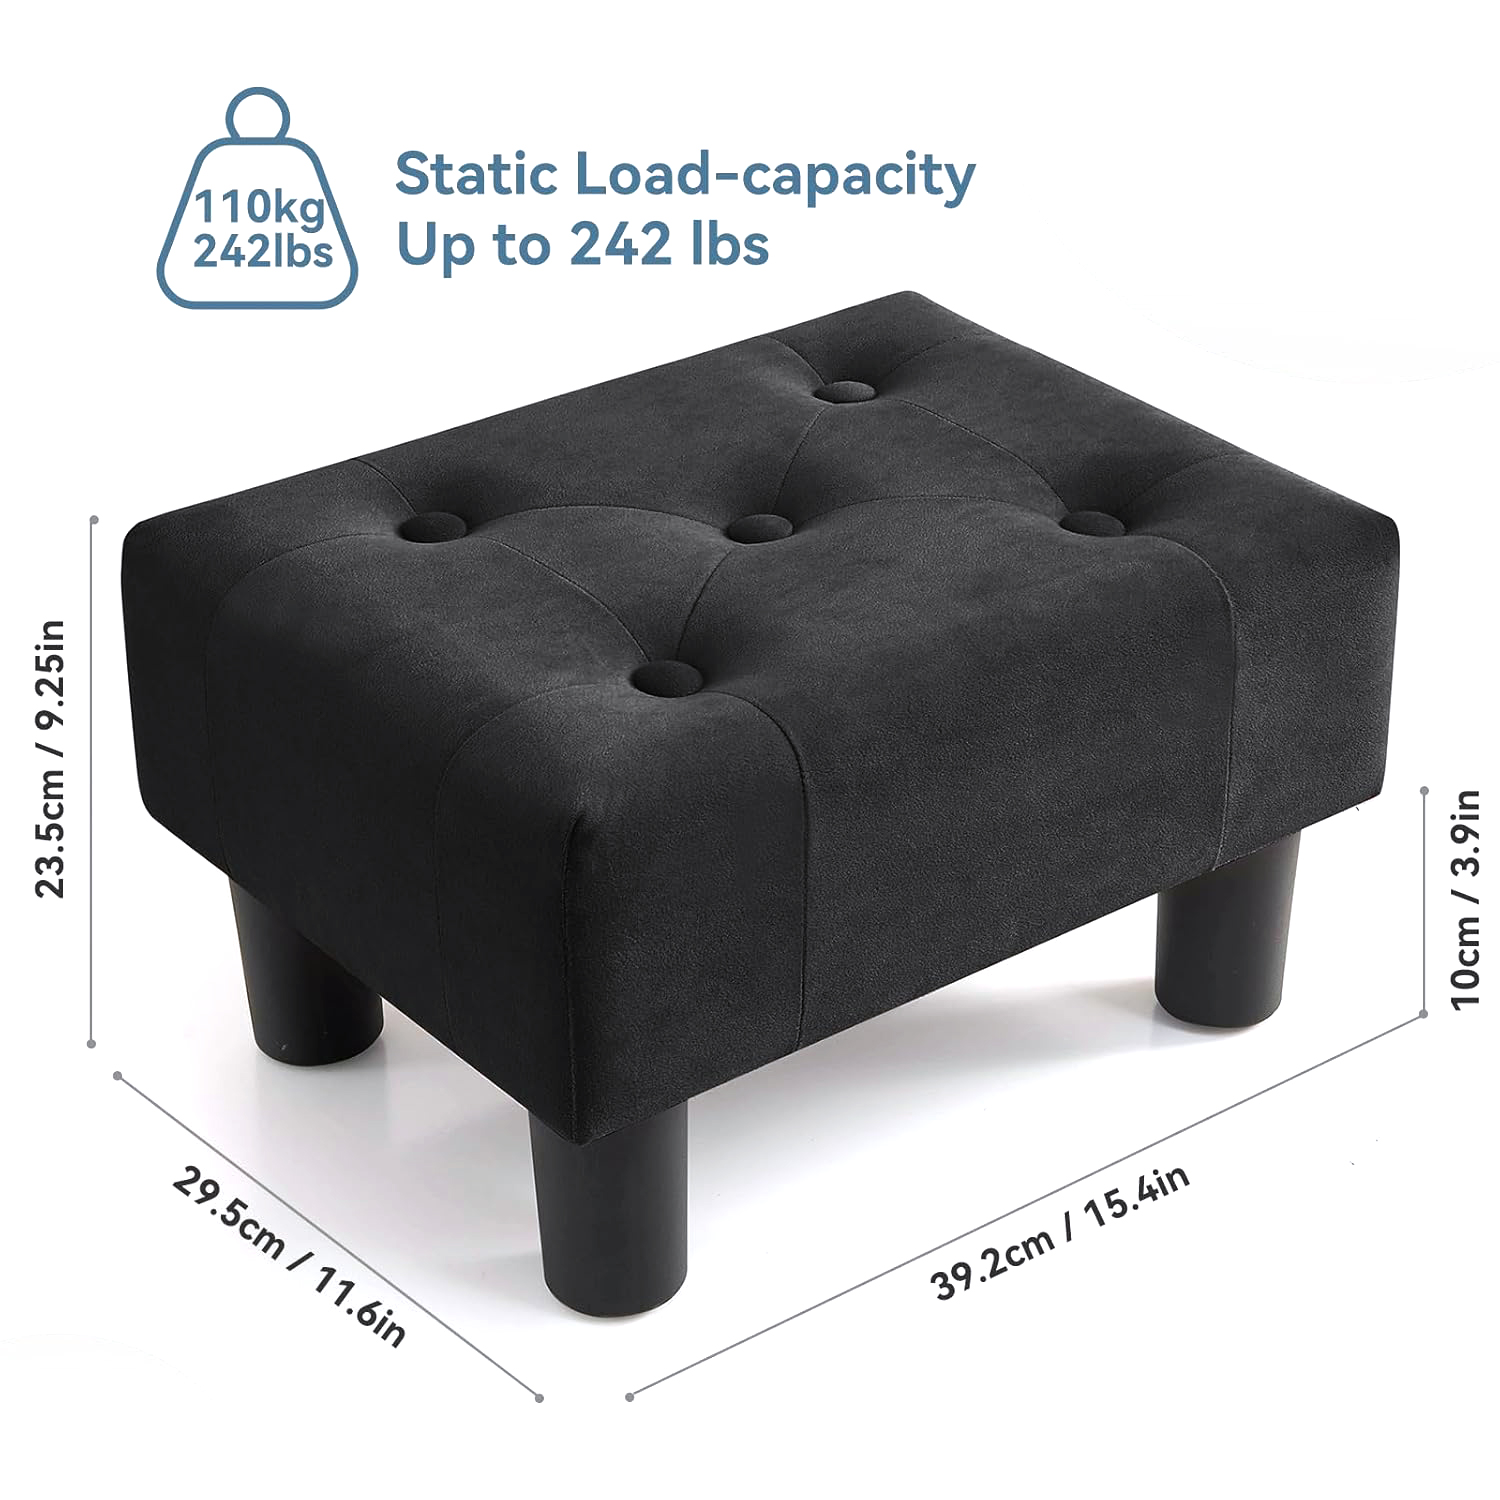 110kg
242lbs
Static Load-capacity
Up to 242 lbs
23.5cm / 9.25in
10cm / 3.9in
29.5cm / 11.6in
39.2cm / 15.4in